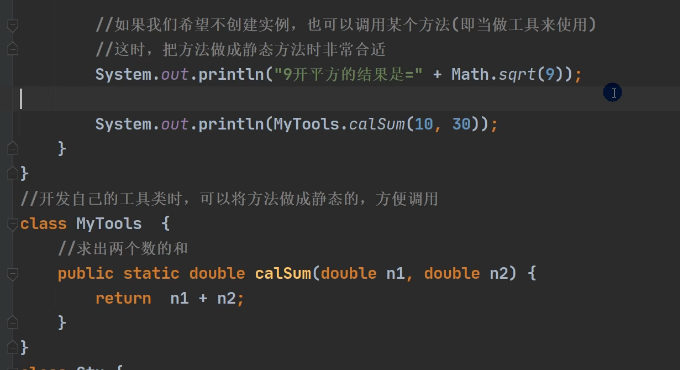 //如果我们希望不创建实例，也可以调用某个方法(即当做工具来使用)
//这时，把方法做成静态方法时非常合适
System.out.println("9开平方的结果是=" + Math.sqrt(9));
System.out.println(MyTools.calSum(10, 30));
}
}
//开发自己的工具类时，可以将方法做成静态的，方便调用
class MyTools  {
//求出两个数的和
public static double calSum(double n1, double n2) {
return  n1 + n2;
}
}